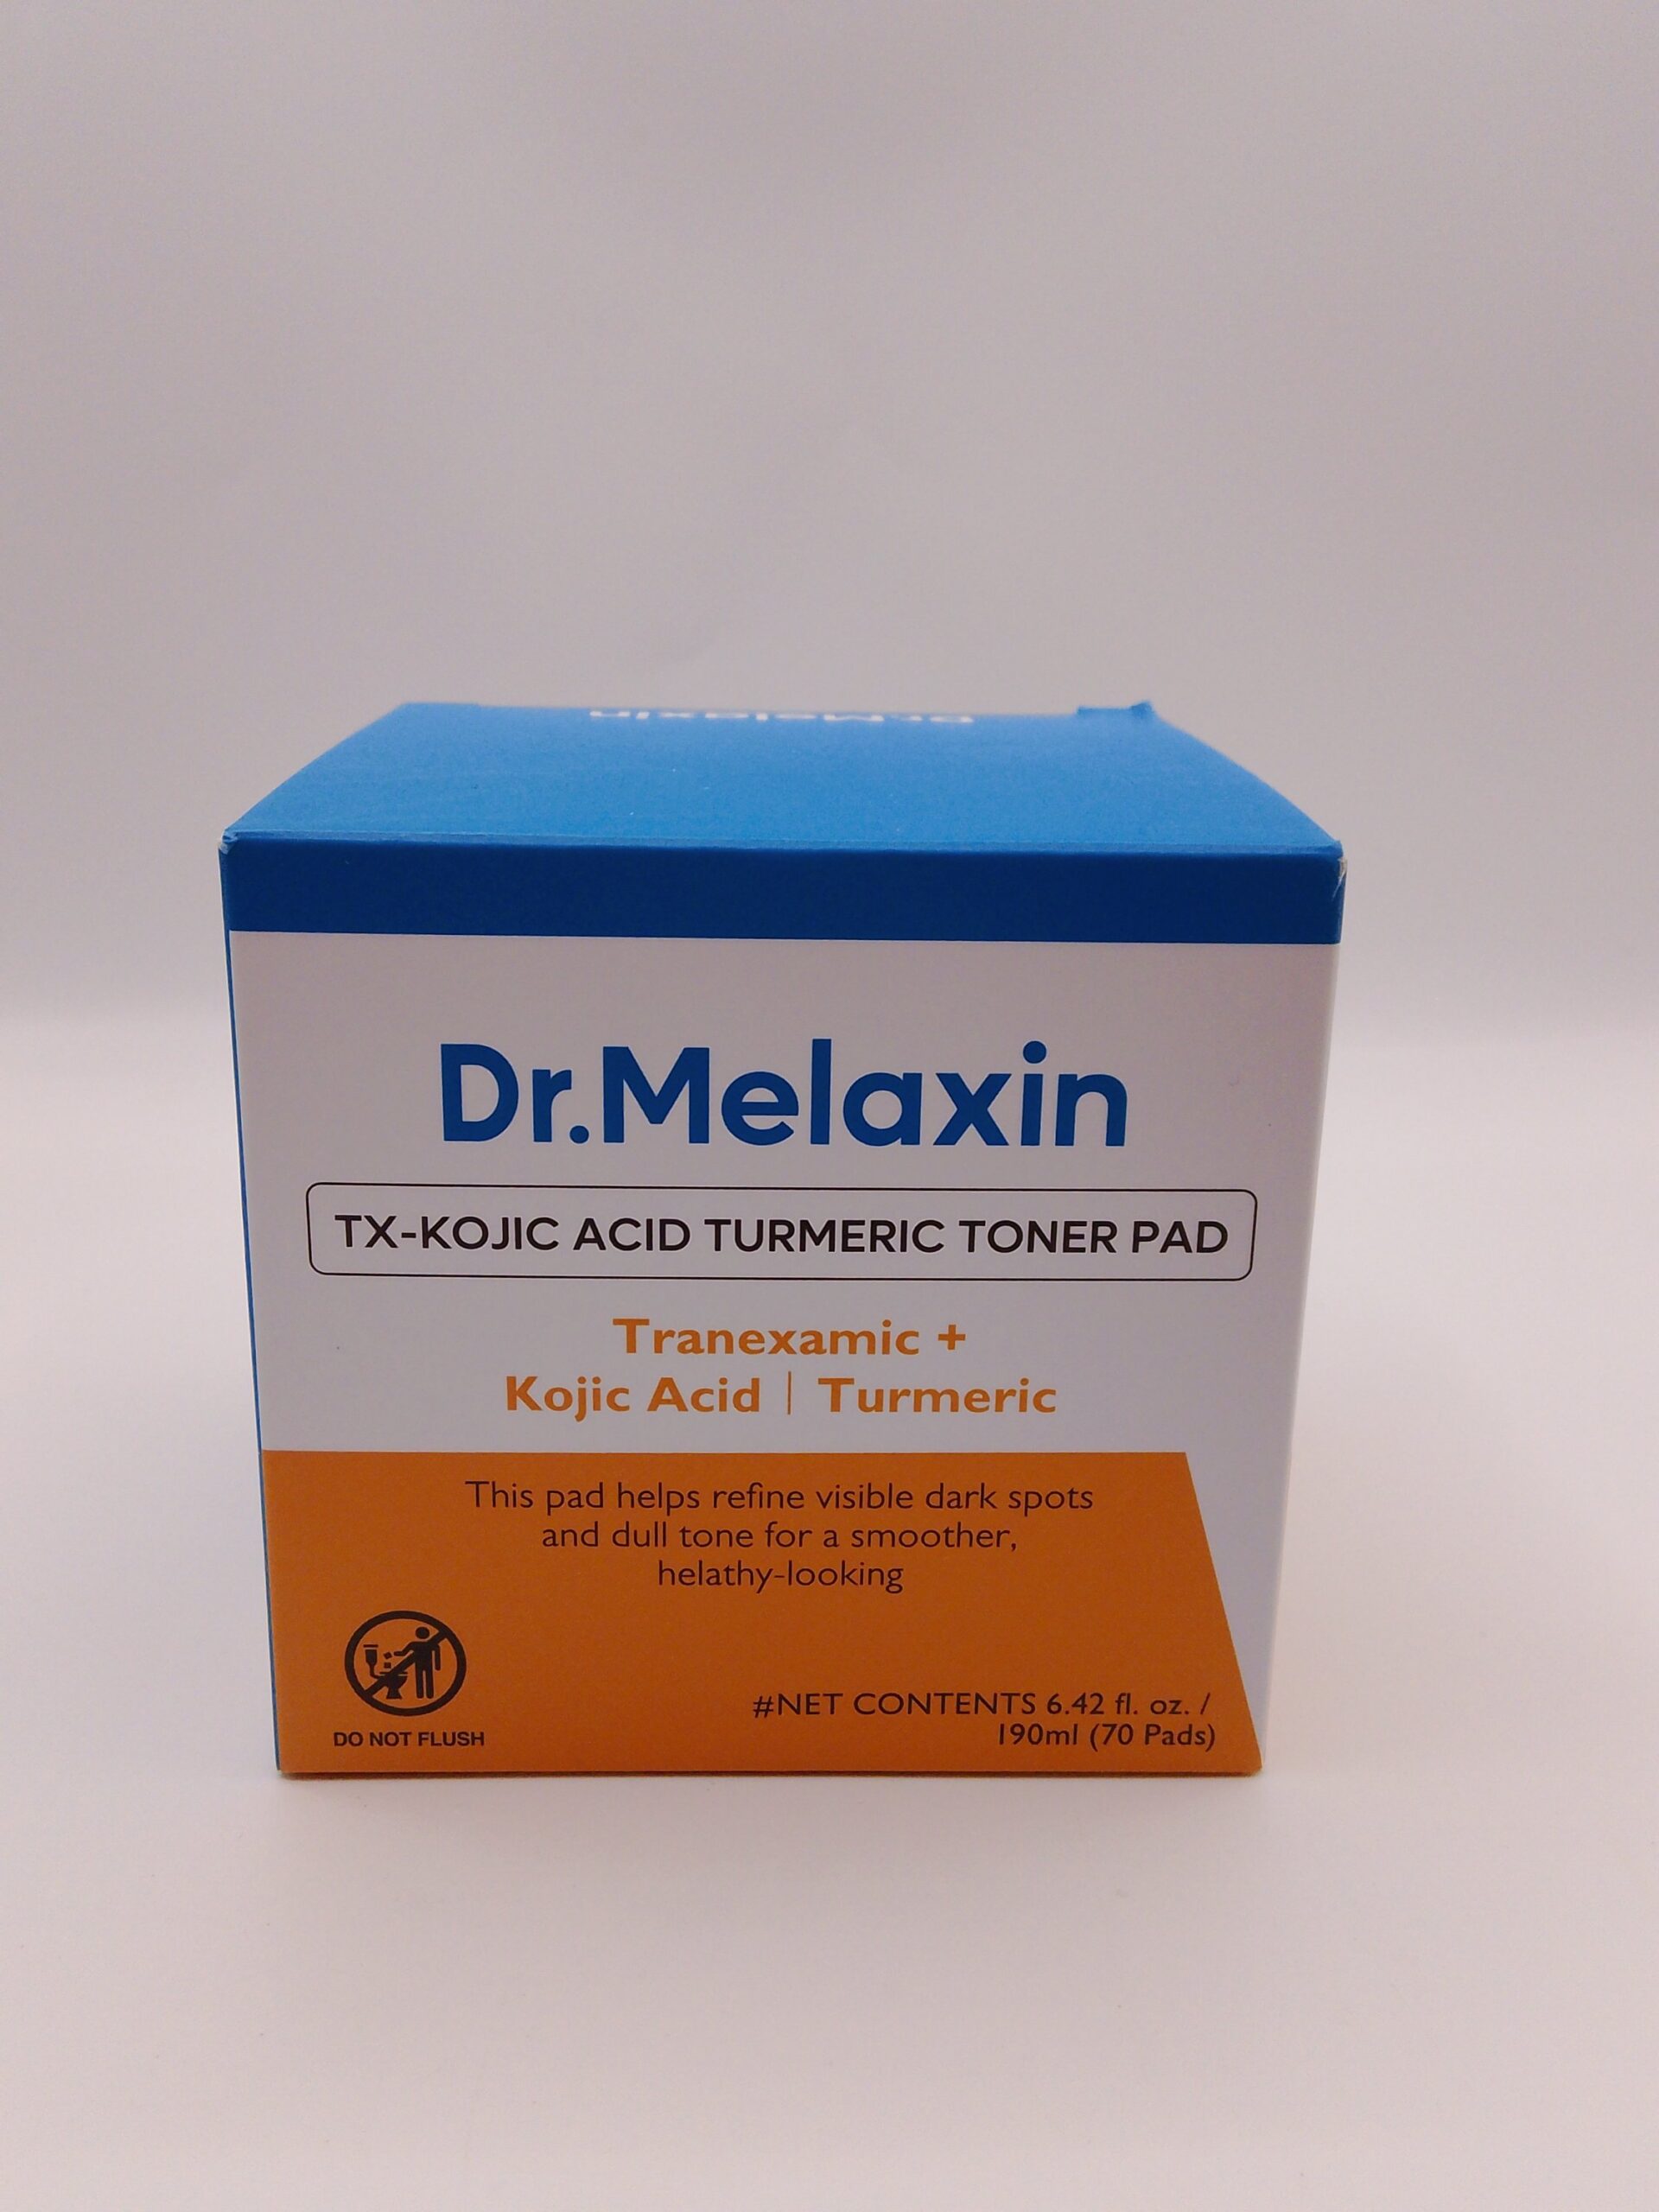 Dr.Melaxin
Dr.Melaxin
TX-KOJIC ACID TURMERIC TONER PAD
Tranexamic +
Kojic Acid | Turmeric
This pad helps refine visible dark spots
and dull tone for a smoother,
helathy-looking
DO NOT FLUSH
#NET CONTENTS 6.42 fl. oz. /
190ml (70 Pads)